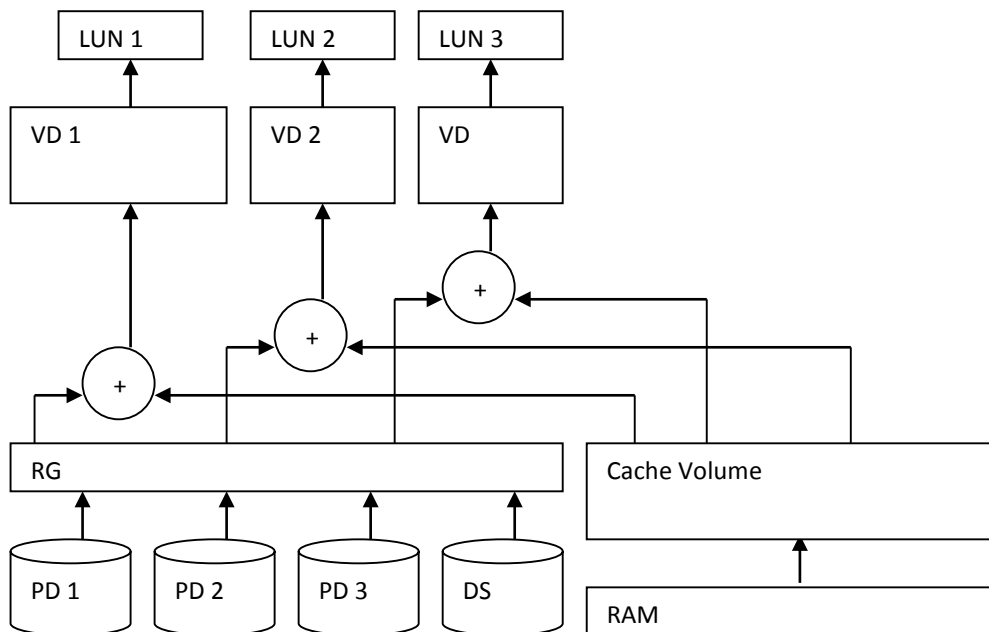 LUN 1
LUN 2
LUN 3
VD 1
VD 2
VD
+
+
+
RG
Cache Volume
PD 1
PD 2
PD 3
DS
RAM